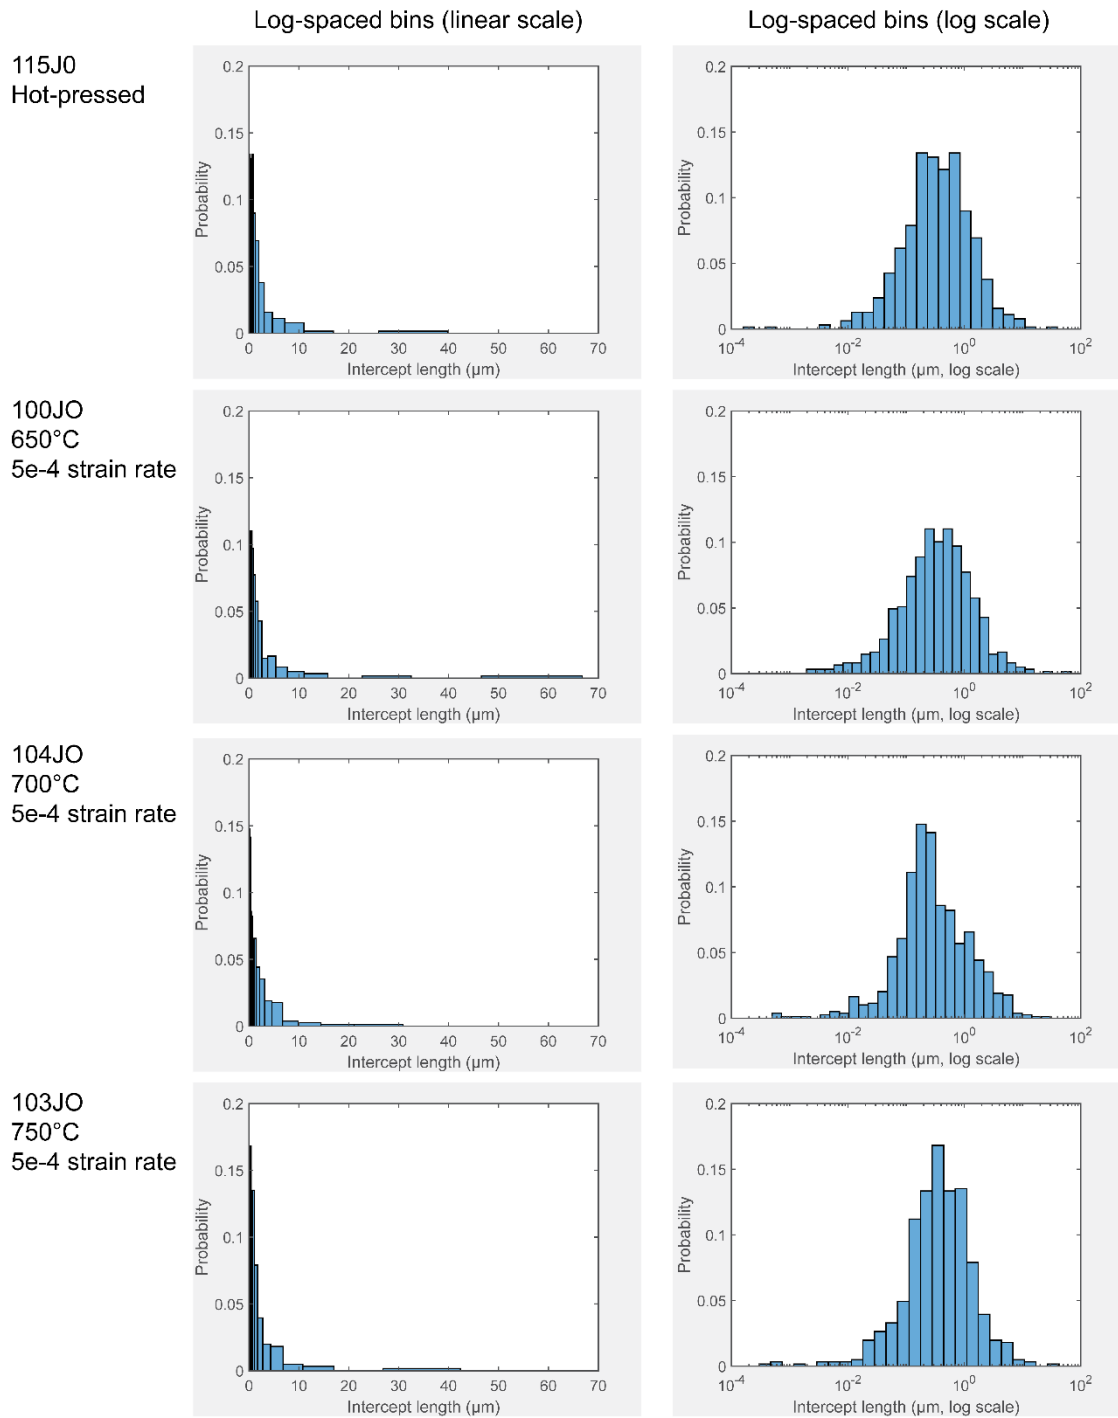 Log-spaced bins (linear scale)
Log-spaced bins (log scale)
115J0
Hot-pressed
0.2
0.15
0.1
0.05
0
Probability
0 10 20 30 40 50 60 70
Intercept length (µm)
0.2
0.15
0.1
0.05
0
Probability
10⁻⁴ 10⁻² 10⁰ 10²
Intercept length (µm, log scale)
100JO
650°C
5e-4 strain rate
0.2
0.15
0.1
0.05
0
Probability
0 10 20 30 40 50 60 70
Intercept length (µm)
0.2
0.15
0.1
0.05
0
Probability
10⁻⁴ 10⁻² 10⁰ 10²
Intercept length (µm, log scale)
104JO
700°C
5e-4 strain rate
0.2
0.15
0.1
0.05
0
Probability
0 10 20 30 40 50 60 70
Intercept length (µm)
0.2
0.15
0.1
0.05
0
Probability
10⁻⁴ 10⁻² 10⁰ 10²
Intercept length (µm, log scale)
103JO
750°C
5e-4 strain rate
0.2
0.15
0.1
0.05
0
Probability
0 10 20 30 40 50 60 70
Intercept length (µm)
0.2
0.15
0.1
0.05
0
Probability
10⁻⁴ 10⁻² 10⁰ 10²
Intercept length (µm, log scale)